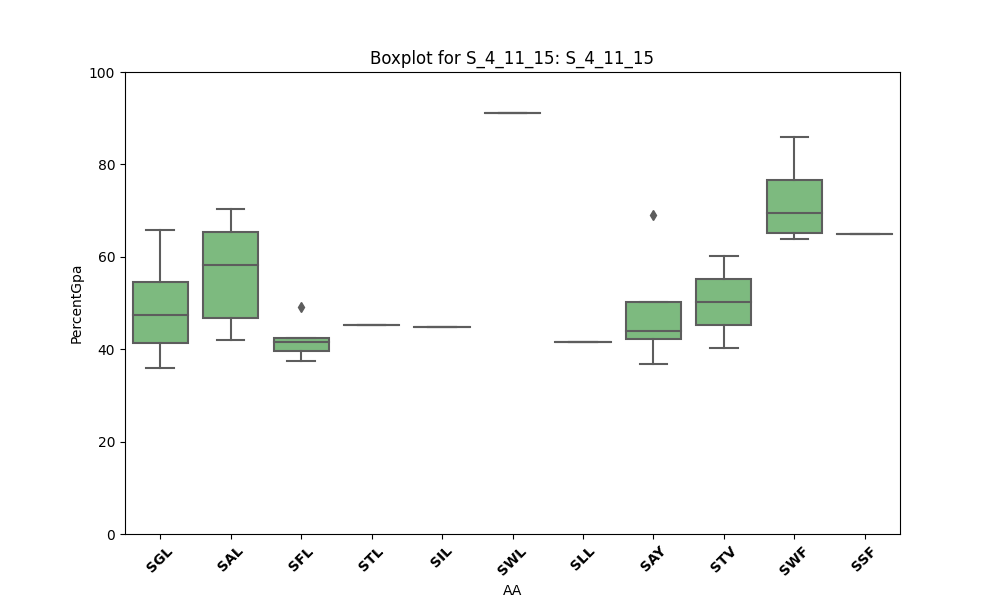 Boxplot for S_4_11_15: S_4_11_15
PercentGpa
100
80
60
40
20
0
SGL SAL SFL STL SIL SWL SLL SAY STV SWF SSF
AA